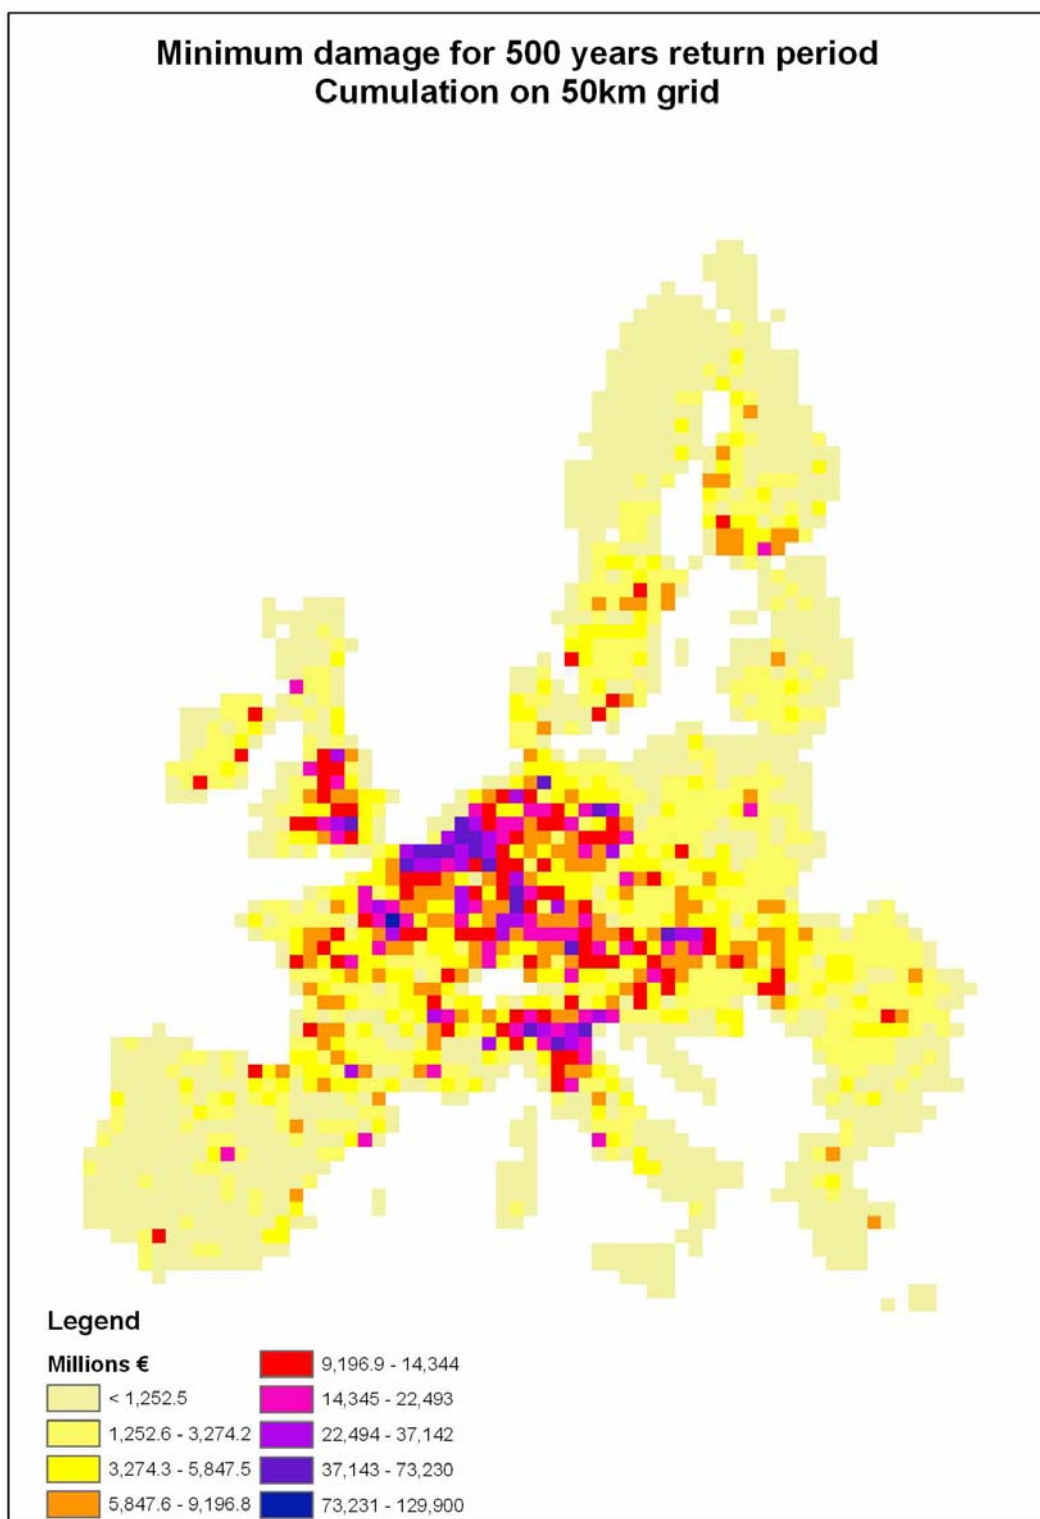 Minimum damage for 500 years return period
Cumulation on 50km grid
Legend
Millions €
< 1,252.5
1,252.6 - 3,274.2
3,274.3 - 5,847.5
5,847.6 - 9,196.8
9,196.9 - 14,344
14,345 - 22,493
22,494 - 37,142
37,143 - 73,230
73,231 - 129,900